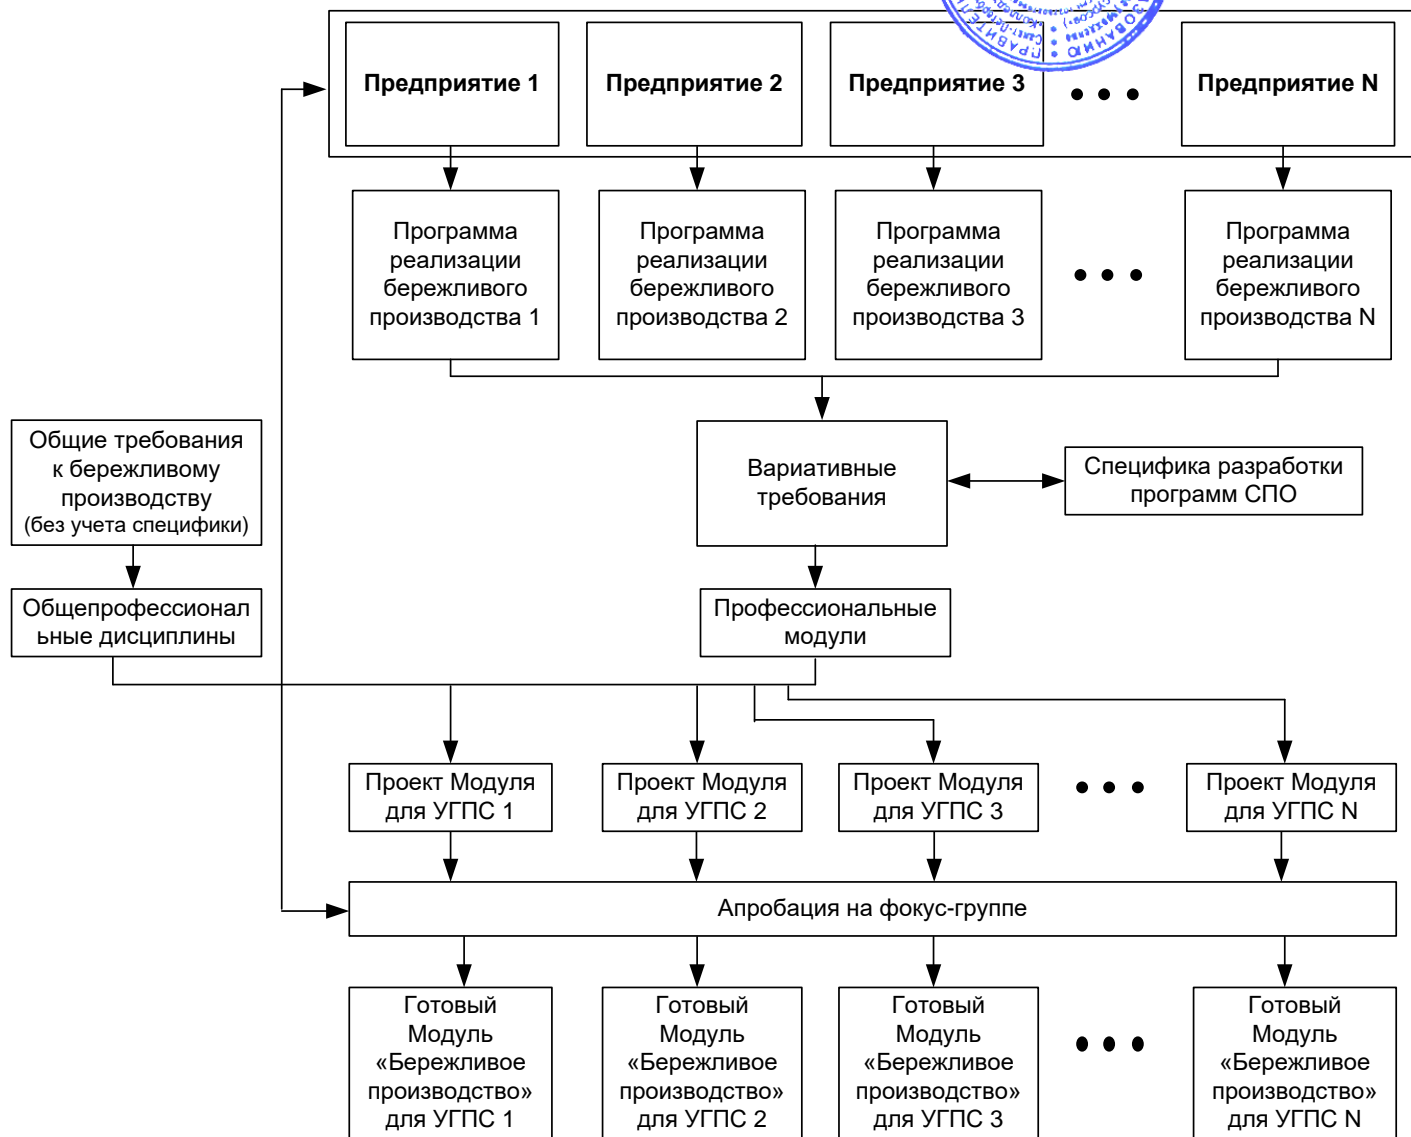 Предприятие 1
Предприятие 2
Предприятие 3
Предприятие N
Программа
реализации
бережливого
производства 1
Программа
реализации
бережливого
производства 2
Программа
реализации
бережливого
производства 3
Программа
реализации
бережливого
производства N
Общие требования
к бережливому
производству
(без учета специфики)
Вариативные
требования
Специфика разработки
программ СПО
Общепрофессионал
ьные дисциплины
Профессиональные
модули
Проект Модуля
для УГПС 1
Проект Модуля
для УГПС 2
Проект Модуля
для УГПС 3
Проект Модуля
для УГПС N
Апробация на фокус-группе
Готовый
Модуль
«Бережливое
производство»
для УГПС 1
Готовый
Модуль
«Бережливое
производство»
для УГПС 2
Готовый
Модуль
«Бережливое
производство»
для УГПС 3
Готовый
Модуль
«Бережливое
производство»
для УГПС N